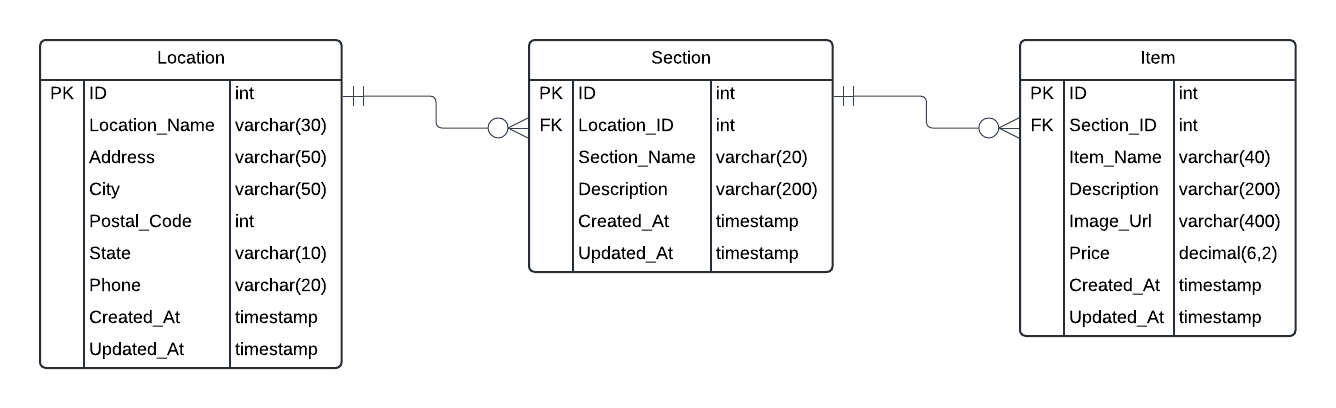 Location
PK ID int
Location_Name varchar(30)
Address varchar(50)
City varchar(50)
Postal_Code int
State varchar(10)
Phone varchar(20)
Created_At timestamp
Updated_At timestamp
Section
PK ID int
FK Location_ID int
Section_Name varchar(20)
Description varchar(200)
Created_At timestamp
Updated_At timestamp
Item
PK ID int
FK Section_ID int
Item_Name varchar(40)
Description varchar(200)
Image_Url varchar(400)
Price decimal(6,2)
Created_At timestamp
Updated_At timestamp